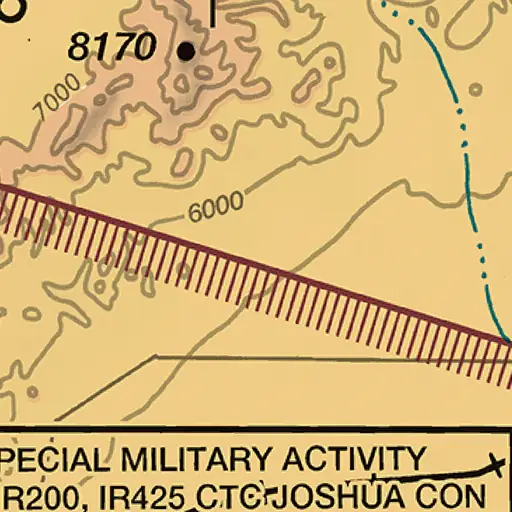 8170
7000
6000
PECIAL MILITARY ACTIVITY
R200, IR425 CTC JOSHUA CON